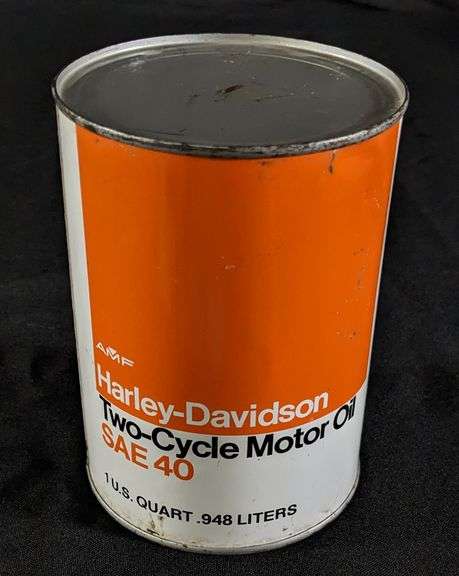 AMF
Harley-Davidson
Two-Cycle Motor Oil
SAE 40
1 U.S. QUART .948 LITERS